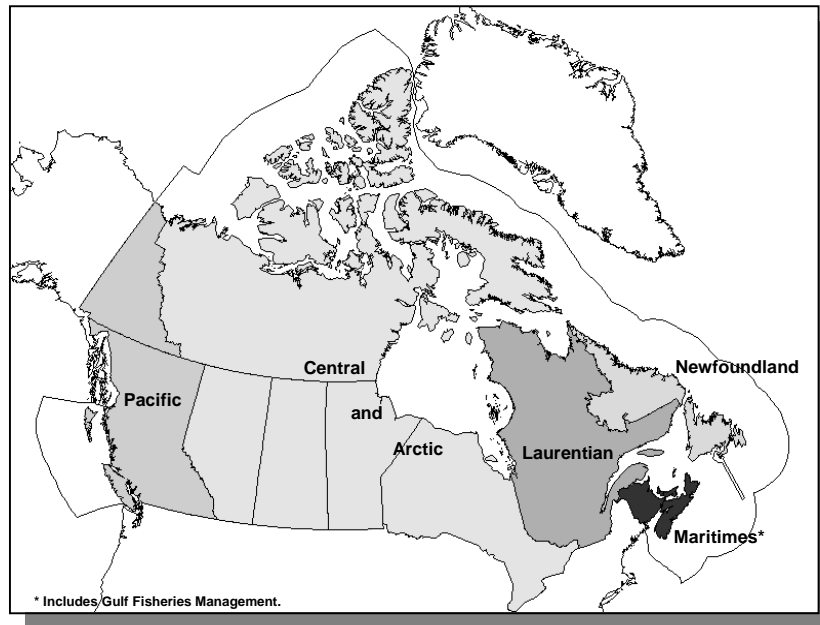 Newfoundland
Central
Pacific
and
Arctic
Laurentian
Maritimes*
* Includes Gulf Fisheries Management.